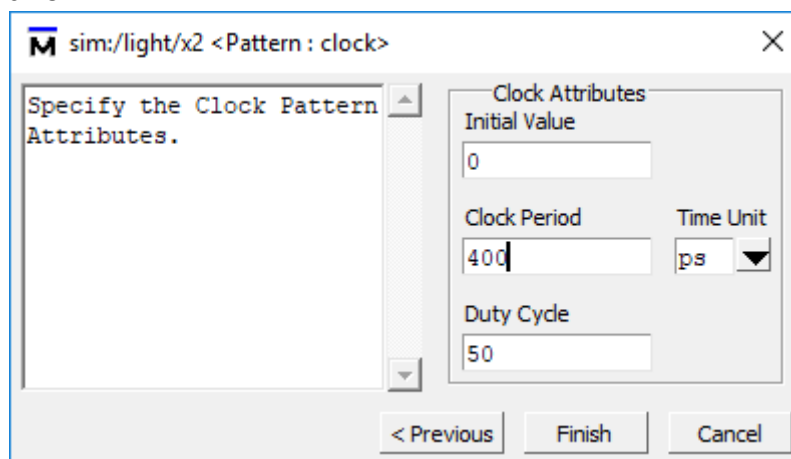 M sim:/light/x2 <Pattern : clock>
Specify the Clock Pattern
Attributes.
Clock Attributes
Initial Value
0
Clock Period Time Unit
400 ps
Duty Cycle
50
< Previous Finish Cancel